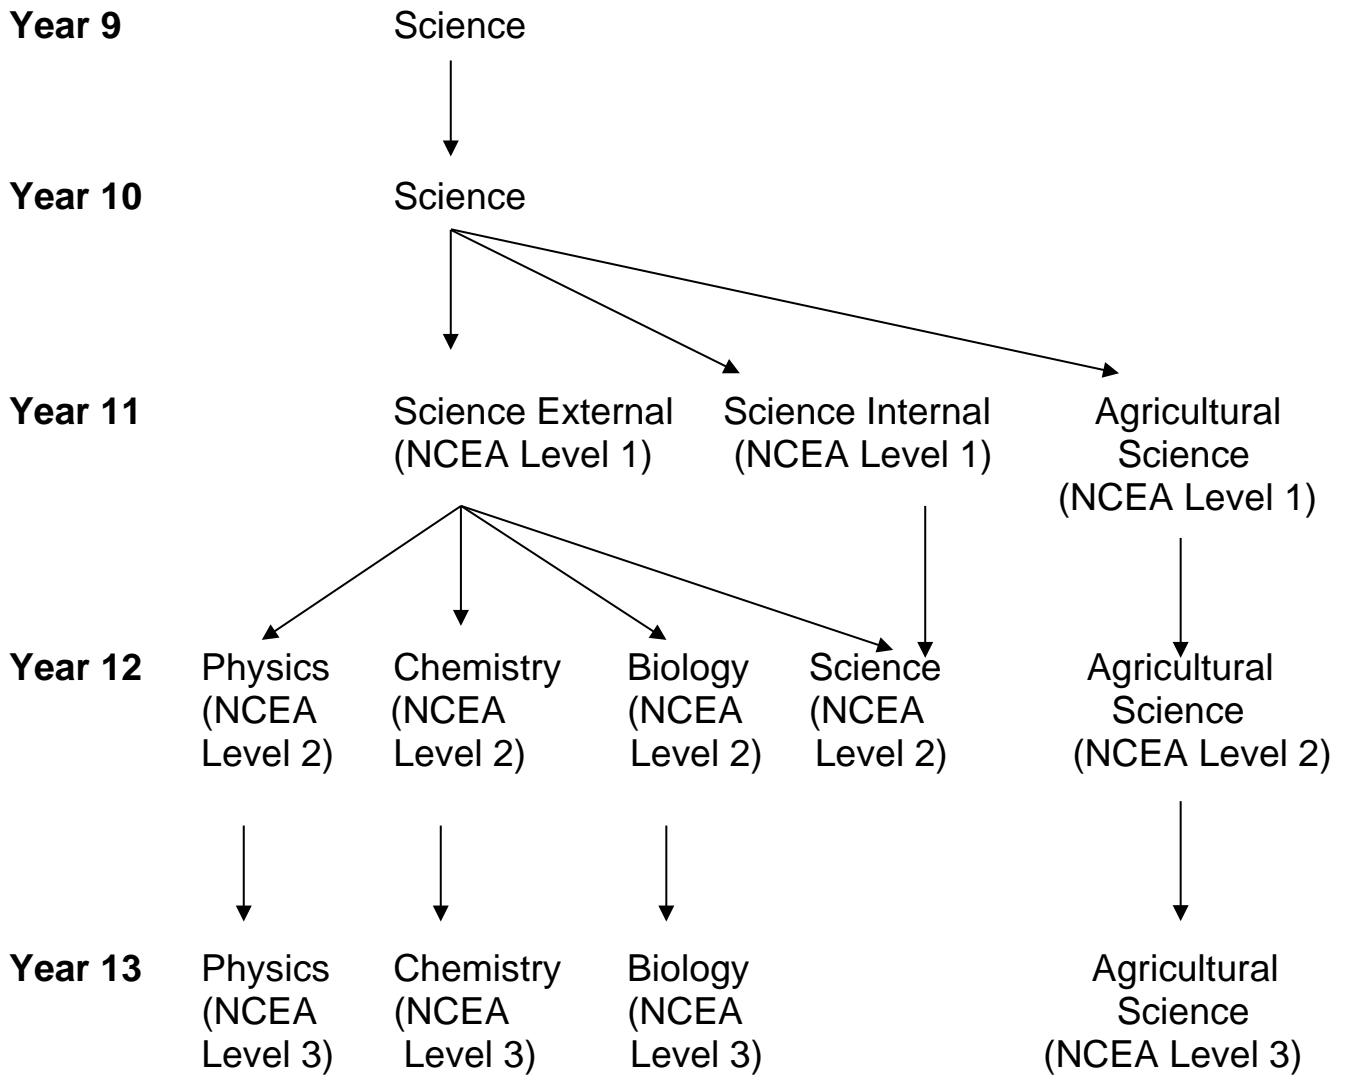 Year 9 Science
Year 10 Science
Year 11 Science External Science Internal Agricultural
(NCEA Level 1) (NCEA Level 1) Science
(NCEA Level 1)
Year 12 Physics Chemistry Biology Science Agricultural
(NCEA (NCEA (NCEA (NCEA Science
Level 2) Level 2) Level 2) Level 2) (NCEA Level 2)
Year 13 Physics Chemistry Biology Agricultural
(NCEA (NCEA (NCEA Science
Level 3) Level 3) Level 3) (NCEA Level 3)